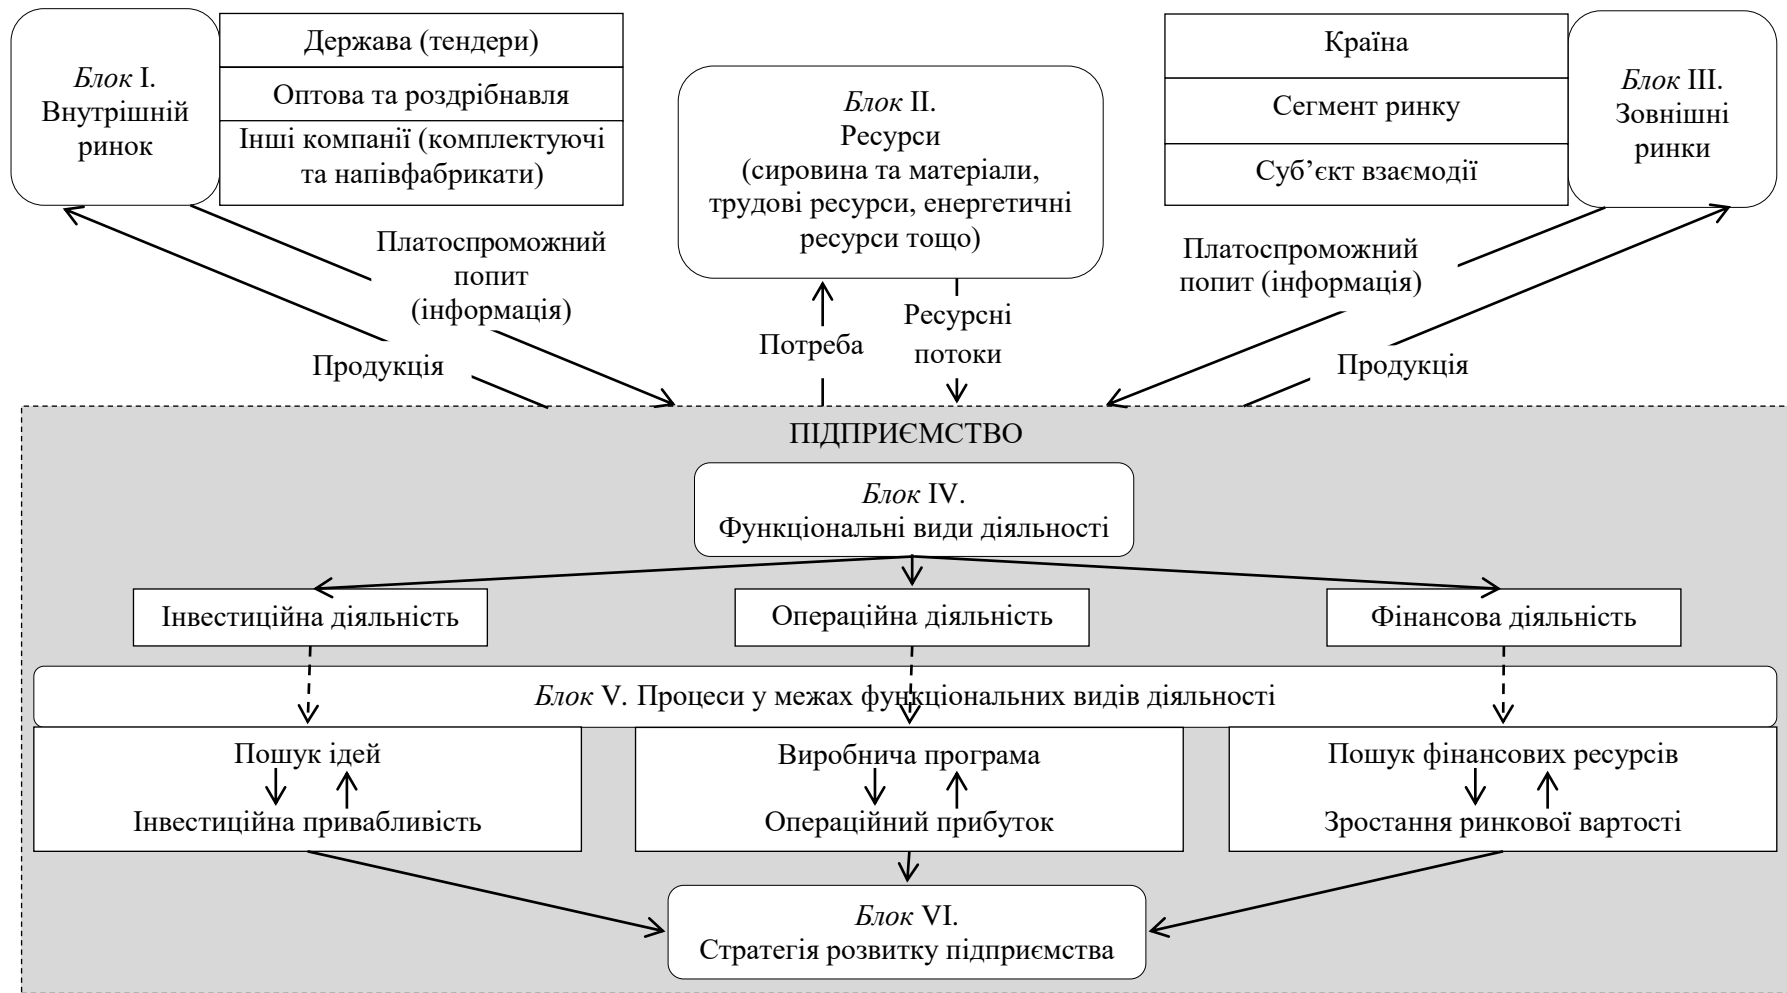 Блок I.
Внутрішній
ринок
Держава (тендери)
Оптова та роздрібнавля
Інші компанії (комплектуючі
та напівфабрикати)
Блок II.
Ресурси
(сировина та матеріали,
трудові ресурси, енергетичні
ресурси тощо)
Країна
Сегмент ринку
Суб’єкт взаємодії
Блок III.
Зовнішні
ринки
Платоспроможний
попит
(інформація)
Продукція
Потреба
Ресурсні
потоки
Платоспроможний
попит (інформація)
Продукція
ПІДПРИЄМСТВО
Блок IV.
Функціональні види діяльності
Інвестиційна діяльність
Операційна діяльність
Фінансова діяльність
Блок V. Процеси у межах функціональних видів діяльності
Пошук ідей
Інвестиційна привабливість
Виробнича програма
Операційний прибуток
Пошук фінансових ресурсів
Зростання ринкової вартості
Блок VI.
Стратегія розвитку підприємства